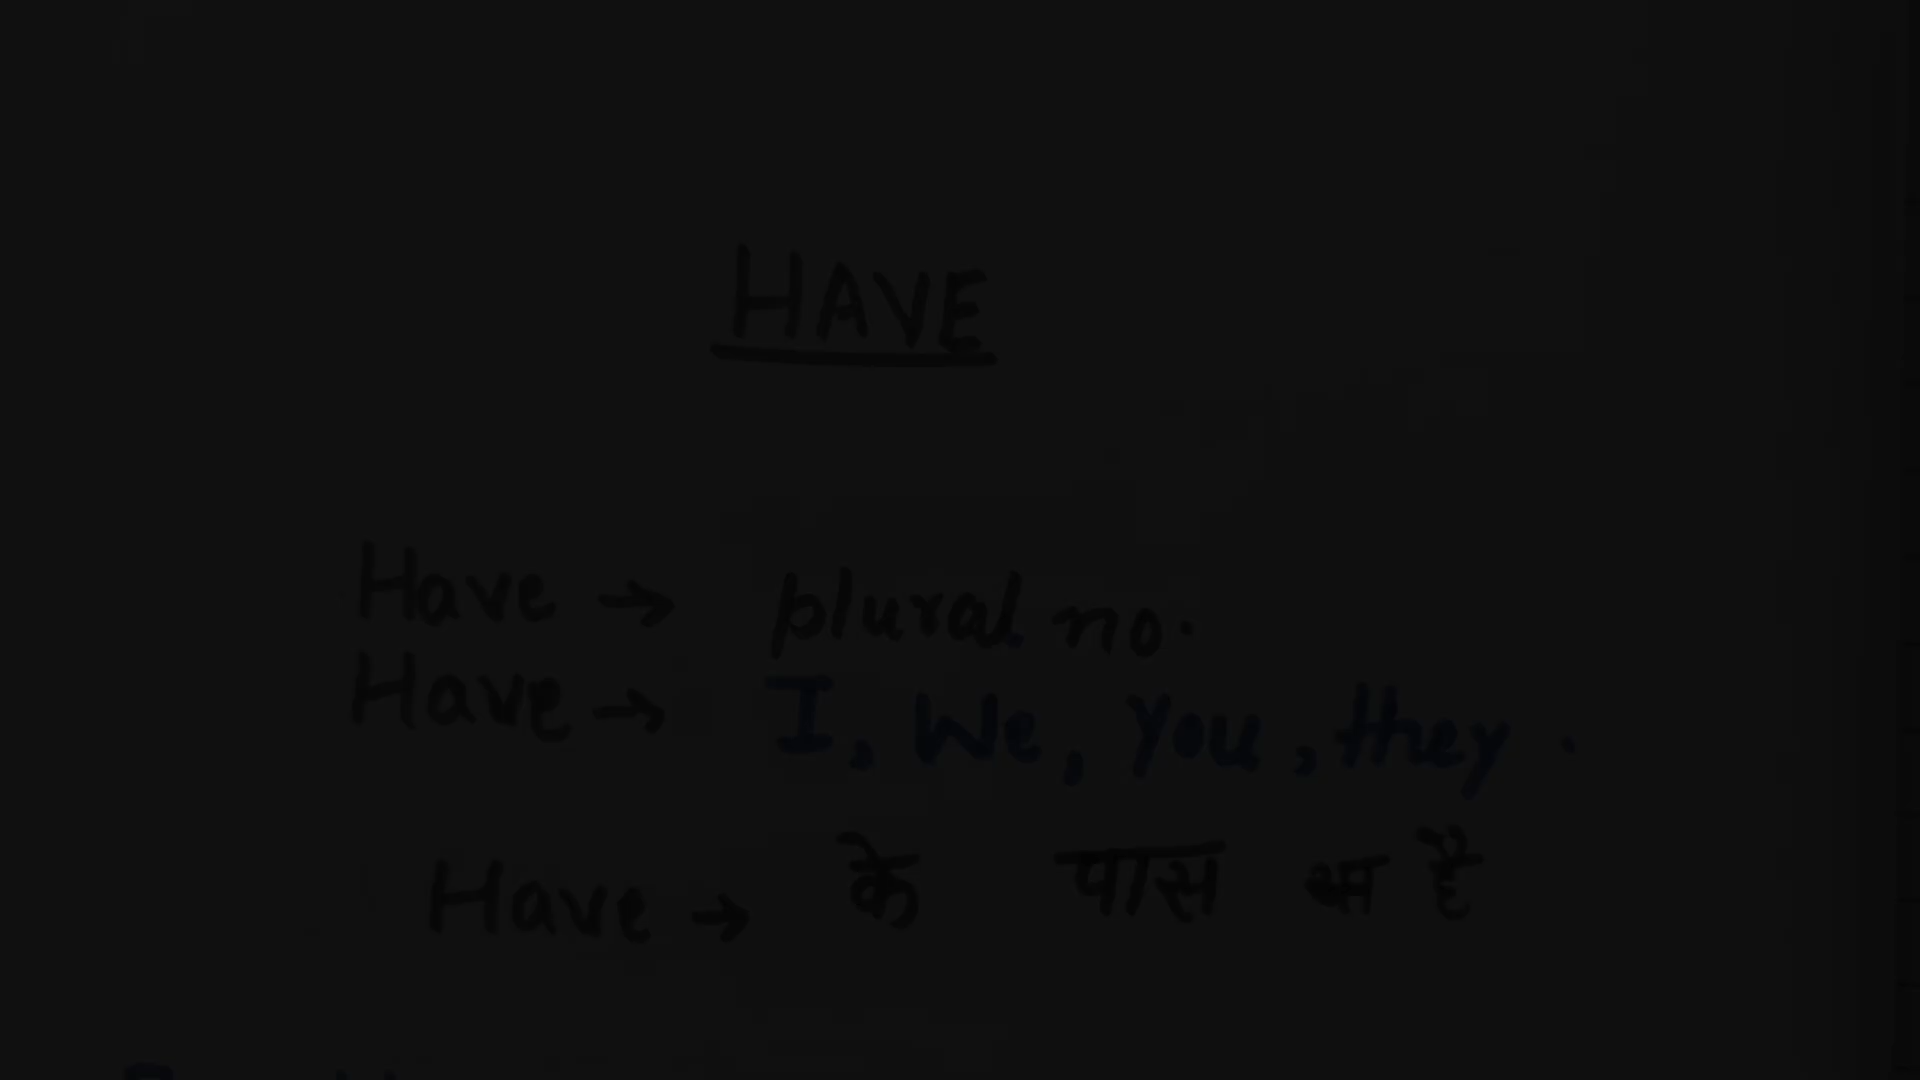 HAVE
Have → plural no.
Have → I, We, you, they.
Have → के पास है